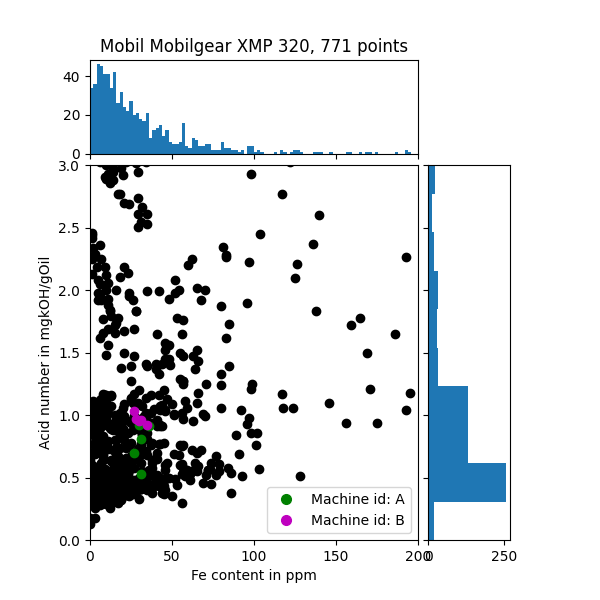 Mobil Mobilgear XMP 320, 771 points
40
20
0
3.0
2.5
2.0
1.5
1.0
0.5
0.0
Acid number in mgkOH/gOil
Machine id: A
Machine id: B
0 50 100 150 200
0 250
Fe content in ppm